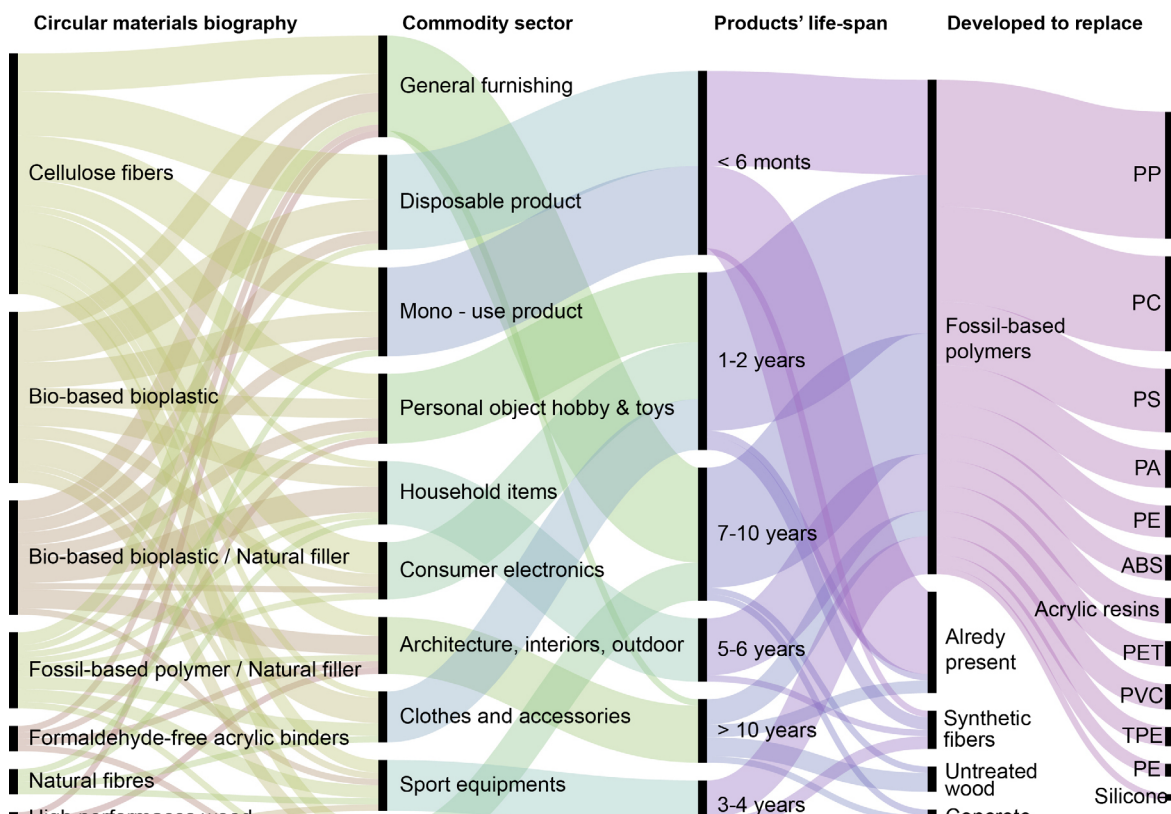 Circular materials biography
Commodity sector
Products’ life-span
Developed to replace
Cellulose fibers
Bio-based bioplastic
Bio-based bioplastic / Natural filler
Fossil-based polymer / Natural filler
Formaldehyde-free acrylic binders
Natural fibres
General furnishing
Disposable product
Mono - use product
Personal object hobby & toys
Household items
Consumer electronics
Architecture, interiors, outdoor
Clothes and accessories
Sport equipments
< 6 monts
1-2 years
7-10 years
5-6 years
> 10 years
3-4 years
Fossil-based
polymers
Alredy
present
Synthetic
fibers
Untreated
wood
Concrete
PP
PC
PS
PA
PE
ABS
Acrylic resins
PET
PVC
TPE
PE
Silicone